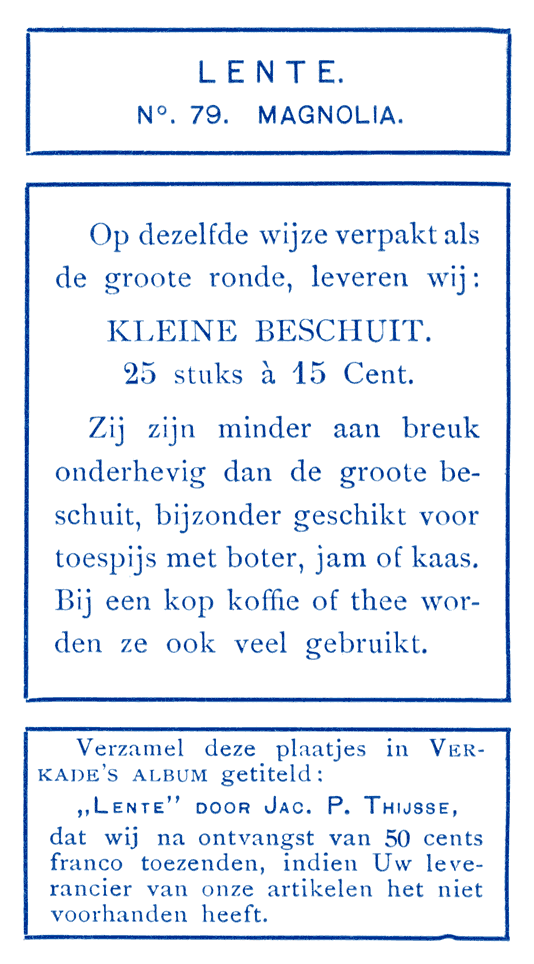 LENTE.
Nº. 79. MAGNOLIA.
Op dezelfde wijze verpakt als
de groote ronde, leveren wij:
KLEINE BESCHUIT.
25 stuks à 15 Cent.
Zij zijn minder aan breuk
onderhevig dan de groote be-
schuit, bijzonder geschikt voor
toespijs met boter, jam of kaas.
Bij een kop koffie of thee wor-
den ze ook veel gebruikt.
Verzamel deze plaatjes in VER-
KADE'S ALBUM getiteld:
„LENTE” DOOR JAC. P. THIJSSE,
dat wij na ontvangst van 50 cents
franco toezenden, indien Uw leve-
rancier van onze artikelen het niet
voorhanden heeft.